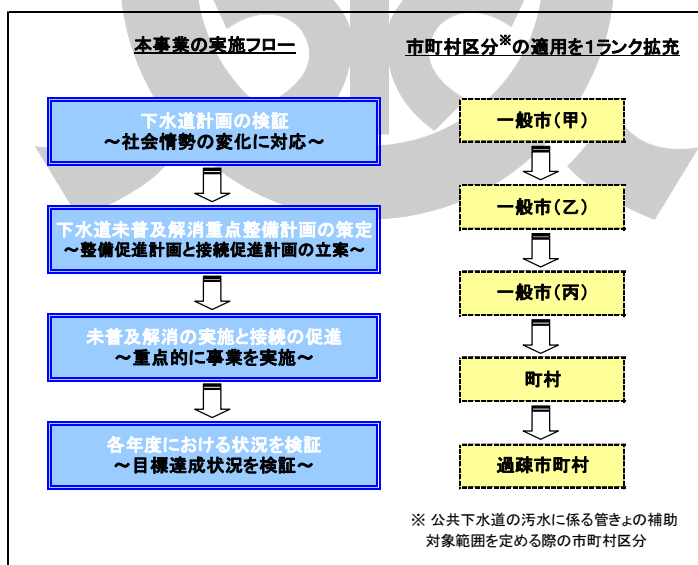 本事業の実施フロー
下水道計画の検証
～社会情勢の変化に対応～
下水道未普及解消重点整備計画の策定
～整備促進計画と接続促進計画の立案～
未普及解消の実施と接続の促進
～重点的に事業を実施～
各年度における状況を検証
～目標達成状況を検証～
市町村区分※の適用を1ランク拡充
一般市(甲)
一般市(乙)
一般市(丙)
町村
過疎市町村
※ 公共下水道の汚水に係る管きょの補助
対象範囲を定める際の市町村区分